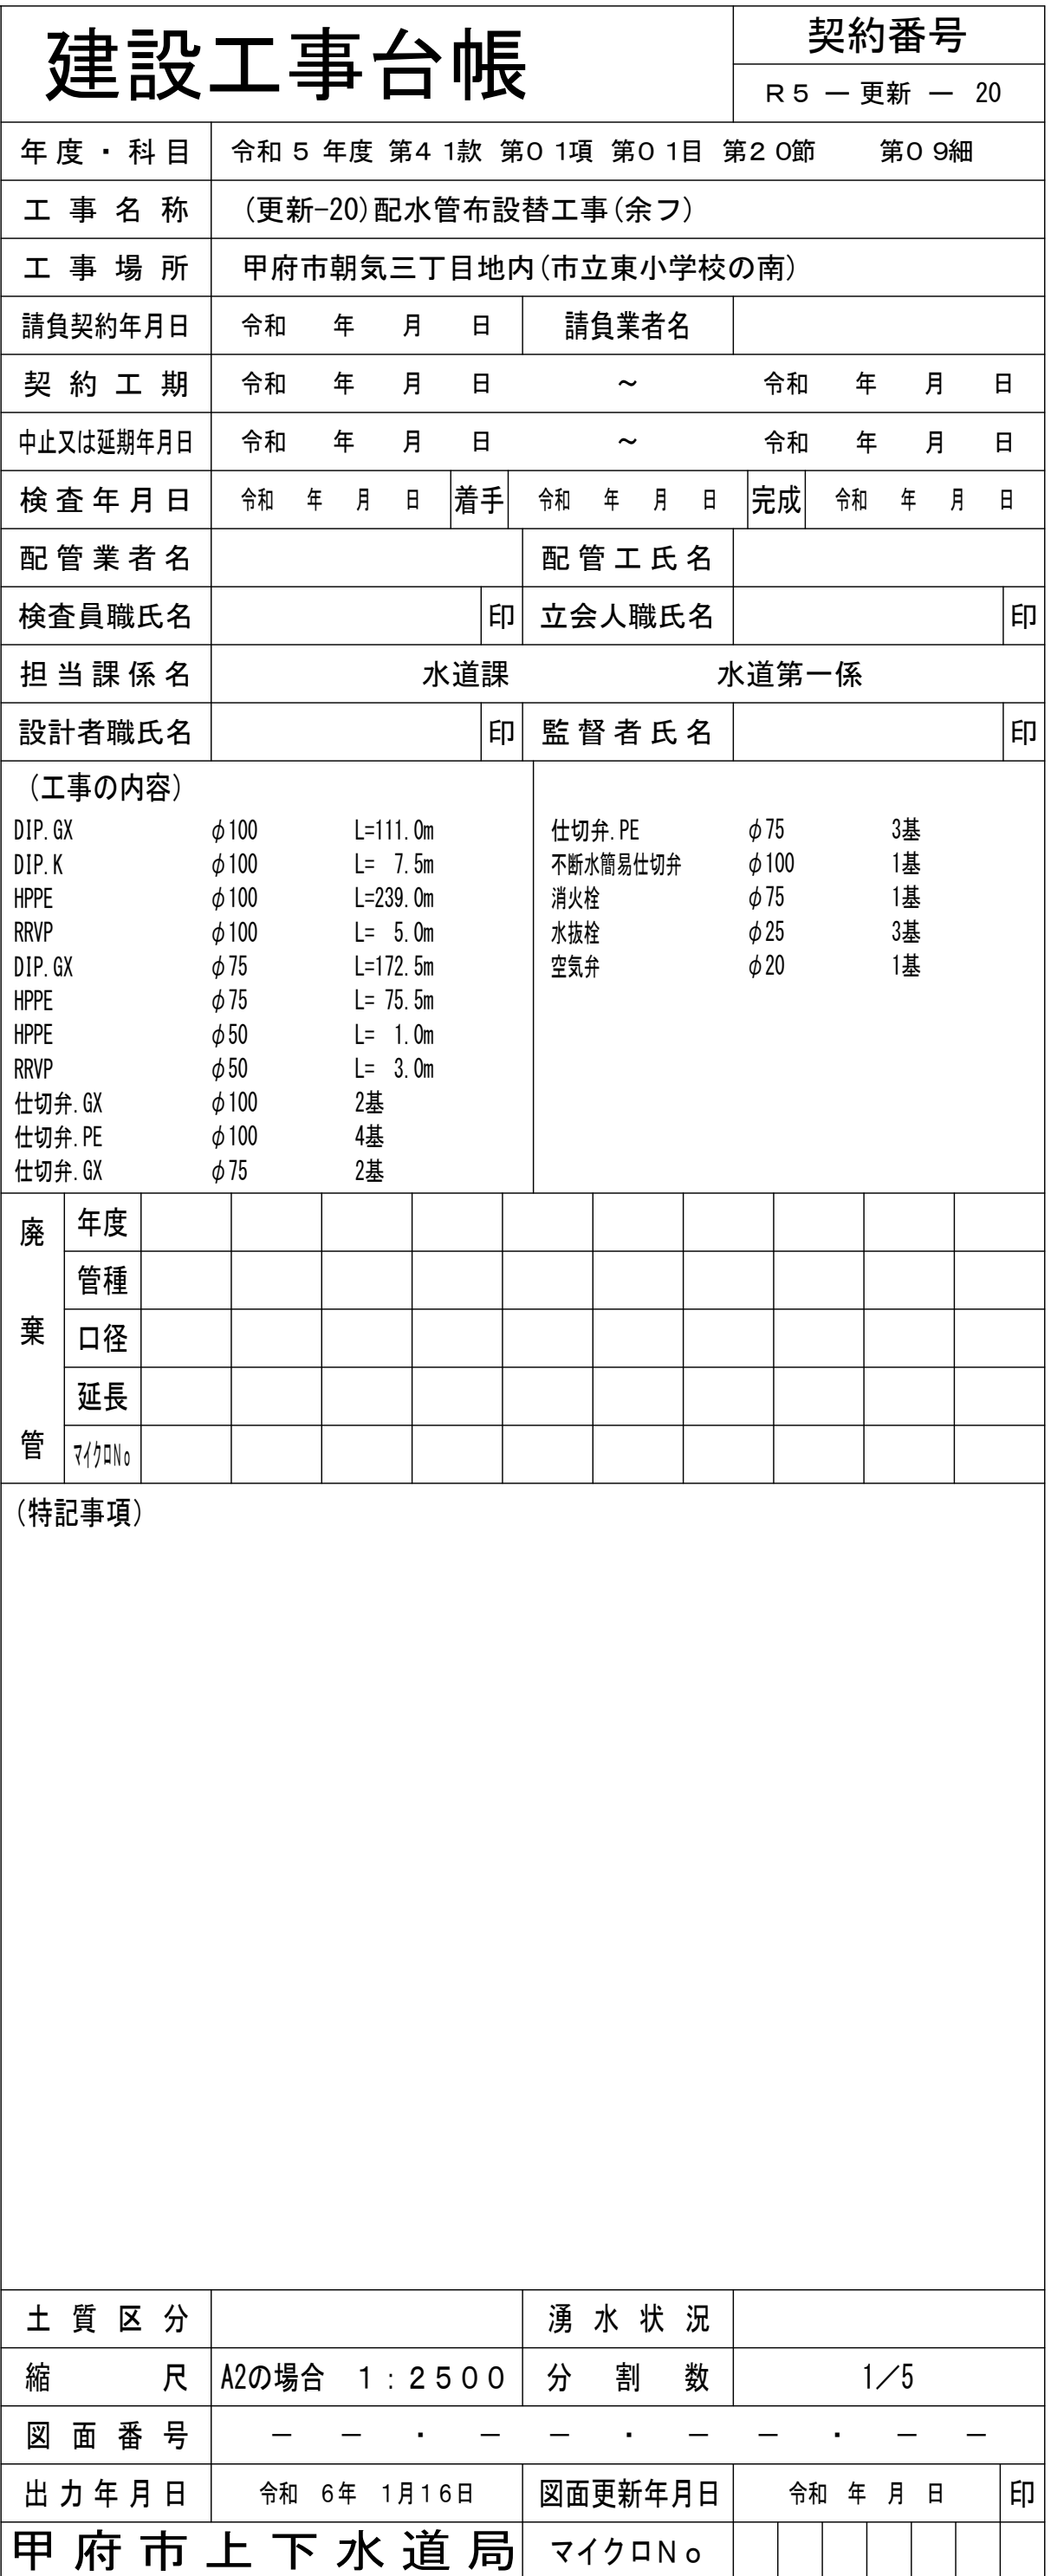 建設工事台帳
契約番号
R5 ー 更新 ー 20
年度・科目 令和 5 年度 第41款 第01項 第01目 第20節 第09細
工事名称 (更新-20)配水管布設替工事(余フ)
工事場所 甲府市朝気三丁目地内(市立東小学校の南)
請負契約年月日 令和 年 月 日 請負業者名
契約工期 令和 年 月 日 ～ 令和 年 月 日
中止又は延期年月日 令和 年 月 日 ～ 令和 年 月 日
検査年月日 令和 年 月 日 着手 令和 年 月 日 完成 令和 年 月 日
配管業者名 配管工氏名
検査員職氏名 印 立会人職氏名 印
担当課係名 水道課 水道第一係
設計者職氏名 印 監督者氏名 印
(工事の内容)
DIP.GX φ100 L=111.0m
DIP.K φ100 L= 7.5m
HPPE φ100 L=239.0m
RRVP φ100 L= 5.0m
DIP.GX φ75 L=172.5m
HPPE φ75 L= 75.5m
HPPE φ50 L= 1.0m
RRVP φ50 L= 3.0m
仕切弁.GX φ100 2基
仕切弁.PE φ100 4基
仕切弁.GX φ75 2基
仕切弁.PE φ75 3基
不断水簡易仕切弁 φ100 1基
消火栓 φ75 1基
水抜栓 φ25 3基
空気弁 φ20 1基
廃棄管
年度
管種
口径
延長
マイクロNo
(特記事項)
土質区分 湧水状況
縮尺 A2の場合 1:2500 分割数 1／5
図面番号 － － ・ － － ・ － － ・ － －
出力年月日 令和 6年 1月16日 図面更新年月日 令和 年 月 日 印
甲府市上下水道局 マイクロNo